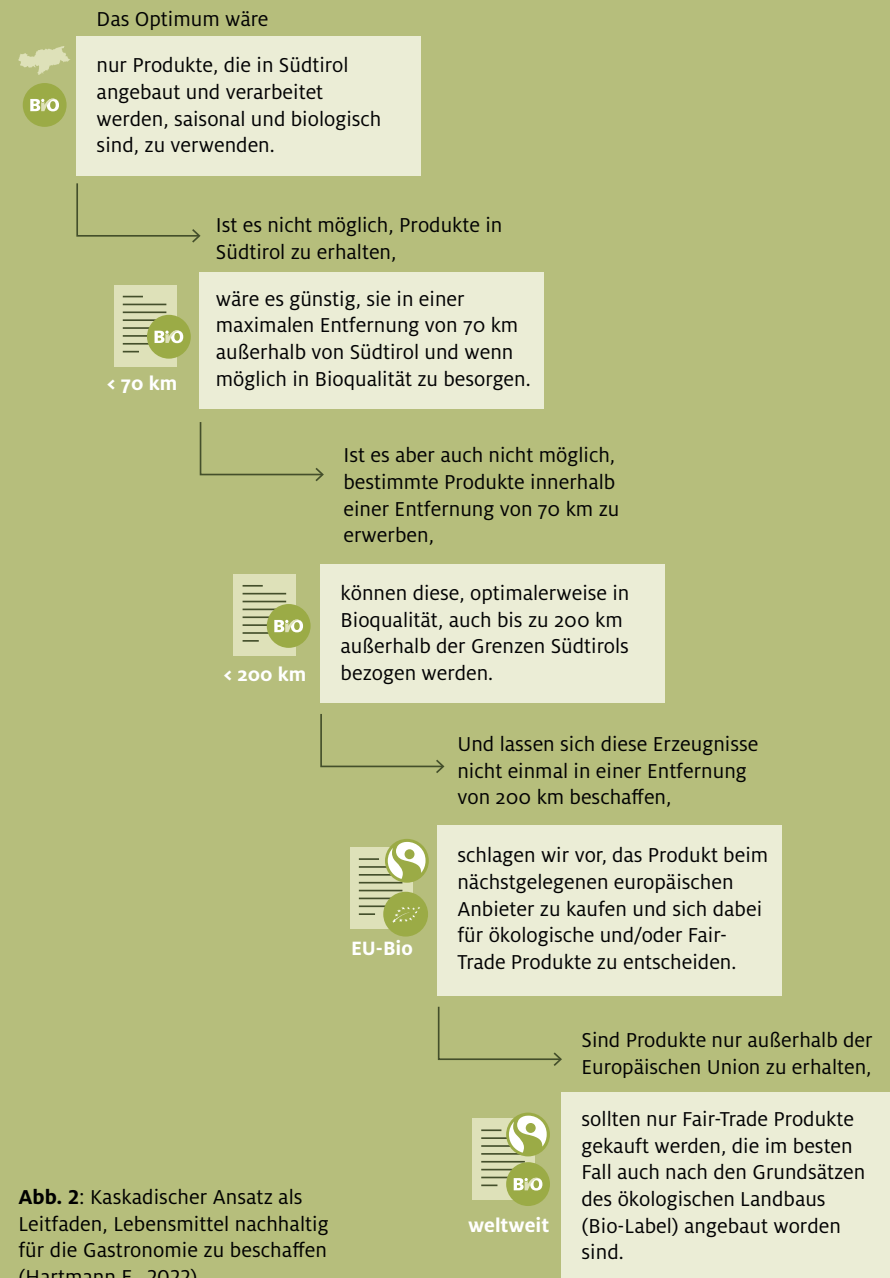 Das Optimum wäre
BIO
nur Produkte, die in Südtirol
angebaut und verarbeitet
werden, saisonal und biologisch
sind, zu verwenden.
Ist es nicht möglich, Produkte in
Südtirol zu erhalten,
BIO
< 70 km
wäre es günstig, sie in einer
maximalen Entfernung von 70 km
außerhalb von Südtirol und wenn
möglich in Bioqualität zu besorgen.
Ist es aber auch nicht möglich,
bestimmte Produkte innerhalb
einer Entfernung von 70 km zu
erwerben,
BIO
< 200 km
können diese, optimalerweise in
Bioqualität, auch bis zu 200 km
außerhalb der Grenzen Südtirols
bezogen werden.
Und lassen sich diese Erzeugnisse
nicht einmal in einer Entfernung
von 200 km beschaffen,
EU-Bio
schlagen wir vor, das Produkt beim
nächstgelegenen europäischen
Anbieter zu kaufen und sich dabei
für ökologische und/oder Fair-
Trade Produkte zu entscheiden.
Sind Produkte nur außerhalb der
Europäischen Union zu erhalten,
BIO
weltweit
sollten nur Fair-Trade Produkte
gekauft werden, die im besten
Fall auch nach den Grundsätzen
des ökologischen Landbaus
(Bio-Label) angebaut worden
sind.
Abb. 2: Kaskadischer Ansatz als
Leitfaden, Lebensmittel nachhaltig
für die Gastronomie zu beschaffen
(Hartmann E., 2022)